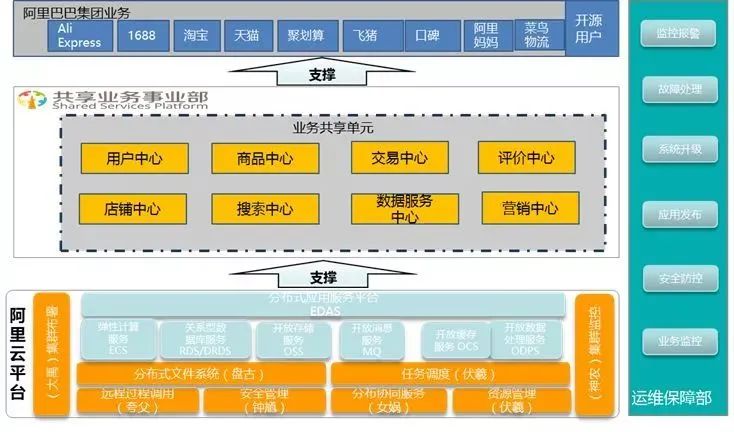 阿里巴巴集团业务
Ali
Express
1688
淘宝
天猫
聚划算
飞猪
口碑
阿里
妈妈
菜鸟
物流
开源
用户
支撑
共享业务事业部
Shared Services Platform
业务共享单元
用户中心
商品中心
交易中心
评价中心
店铺中心
搜索中心
数据服务
中心
营销中心
支撑
阿里云平台
（大禹）集群布署
分布式应用服务平台
EDAS
弹性计算
服务
ECS
关系型数
据库服务
RDS/DRDS
开放存储
服务
OSS
开放消息
服务
MQ
开放缓存
服务 OCS
开放数据
处理服务
ODPS
分布式文件系统（盘古）
任务调度（伏羲）
远程过程调用
（夸父）
安全管理
（钟馗）
分布协同服务
（女娲）
资源管理
（伏羲）
（神农）集群监控
监控报警
故障处理
系统升级
应用发布
安全防控
业务监控
运维保障部